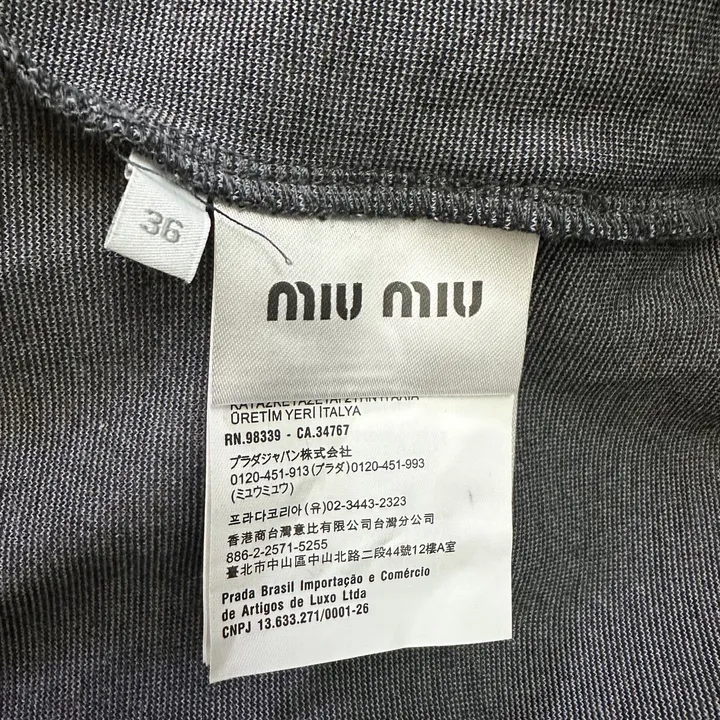 36
miu miu
ÜRETİM YERİ İTALYA
RN.98339 - CA.34767
プラダジャパン株式会社
0120-451-913(プラダ)0120-451-993
(ミュウミュウ)
프라다코리아(유)02-3443-2323
香港商台灣意比有限公司台灣分公司
886-2-2571-5255
臺北市中山區中山北路二段44號12樓A室
Prada Brasil Importação e Comércio
de Artigos de Luxo Ltda
CNPJ 13.633.271/0001-26